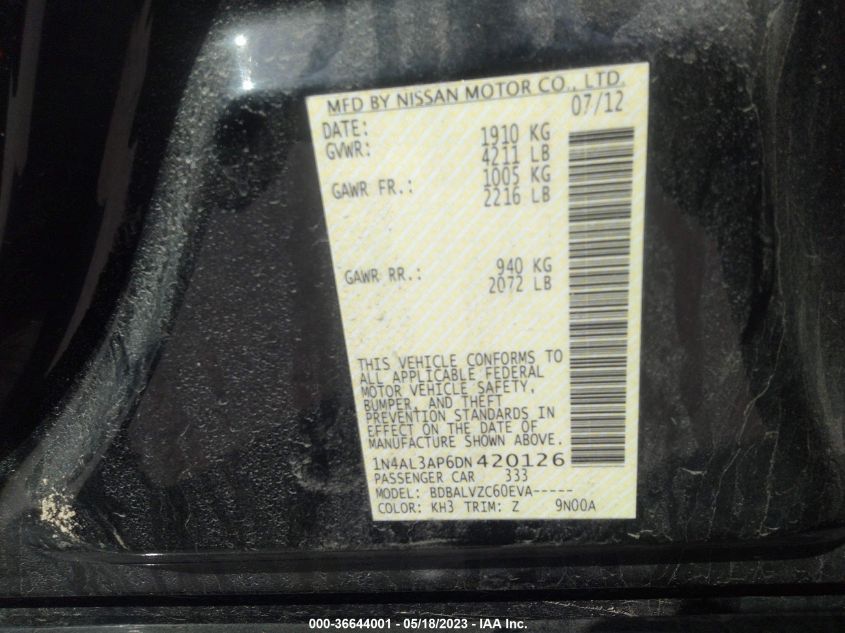 MFD BY NISSAN MOTOR CO., LTD.
DATE: 07/12
GVWR: 1910 KG
4211 LB
GAWR FR.: 1005 KG
2216 LB
GAWR RR.: 940 KG
2072 LB
THIS VEHICLE CONFORMS TO
ALL APPLICABLE FEDERAL
MOTOR VEHICLE SAFETY,
BUMPER, AND THEFT
PREVENTION STANDARDS IN
EFFECT ON THE DATE OF
MANUFACTURE SHOWN ABOVE.
1N4AL3AP6DN420126
PASSENGER CAR 333
MODEL: BDBALVZC60EVA-----
COLOR: KH3 TRIM: Z 9N00A
000-36644001 - 05/18/2023 - IAA Inc.